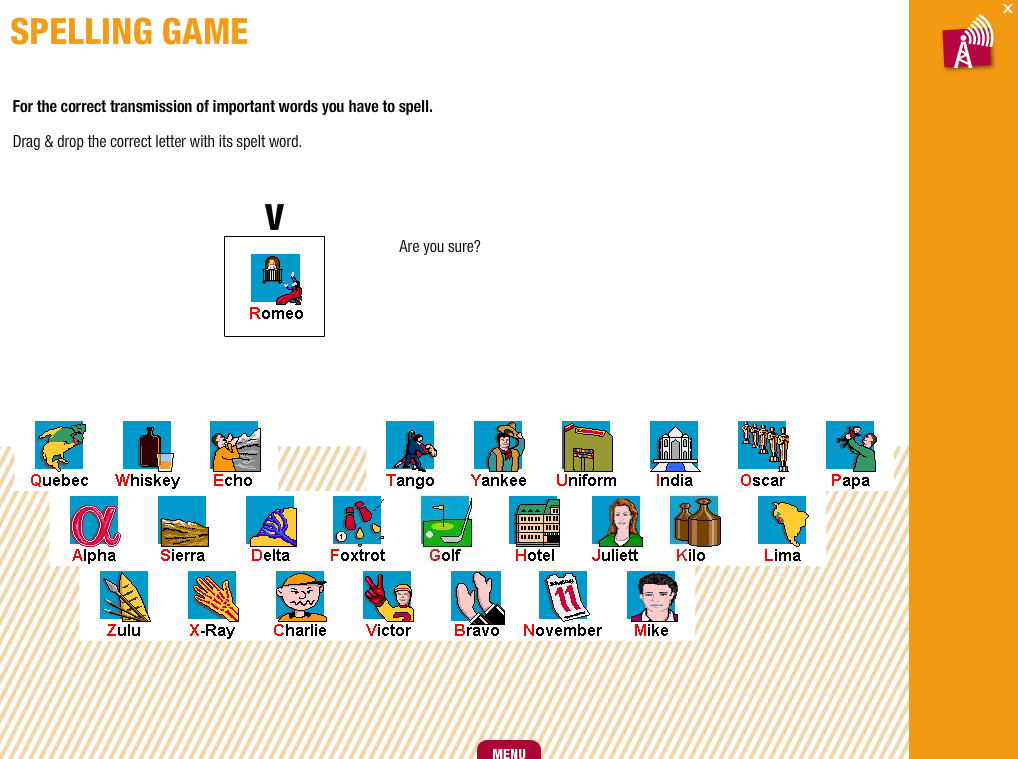 x
SPELLING GAME
For the correct transmission of important words you have to spell.
Drag & drop the correct letter with its spelt word.
V
Are you sure?
Romeo
Quebec Whiskey Echo Tango Yankee Uniform India Oscar Papa
1
Alpha Sierra Delta Foxtrot Golf Hotel Juliett Kilo Lima
11
Zulu X-Ray Charlie Victor Bravo November Mike
MENU